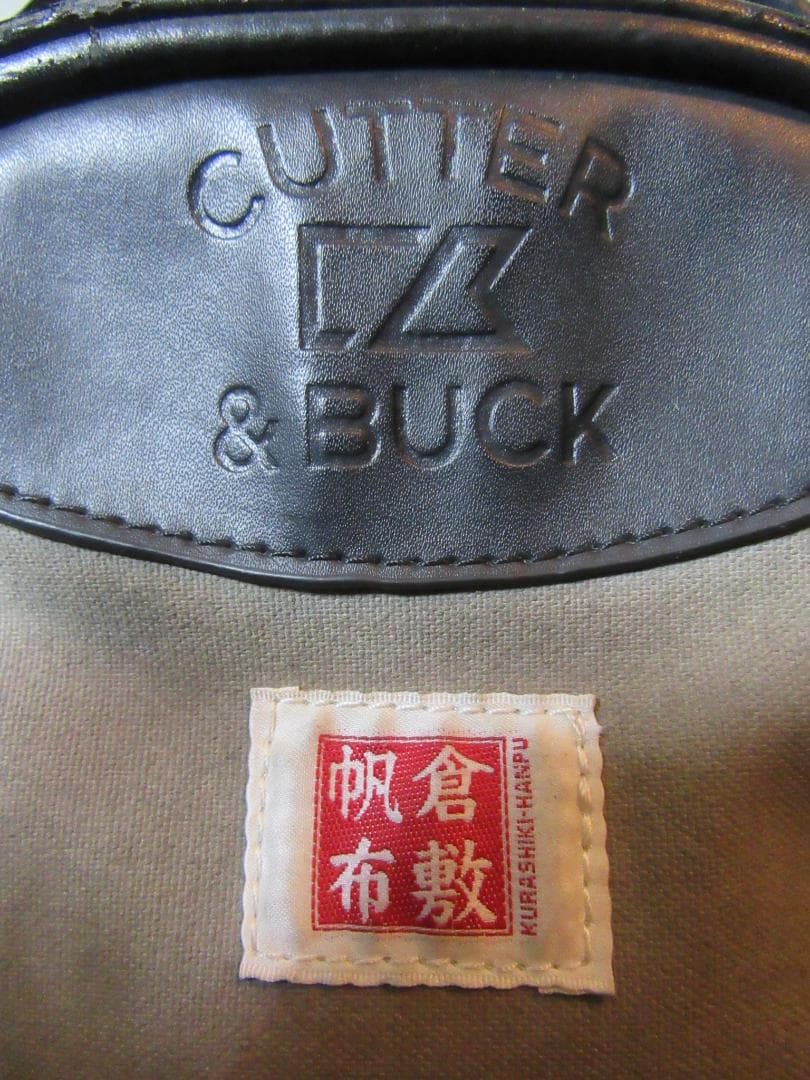 CUTTER
& BUCK
倉敷
帆布
KURASHIKI-HANPU